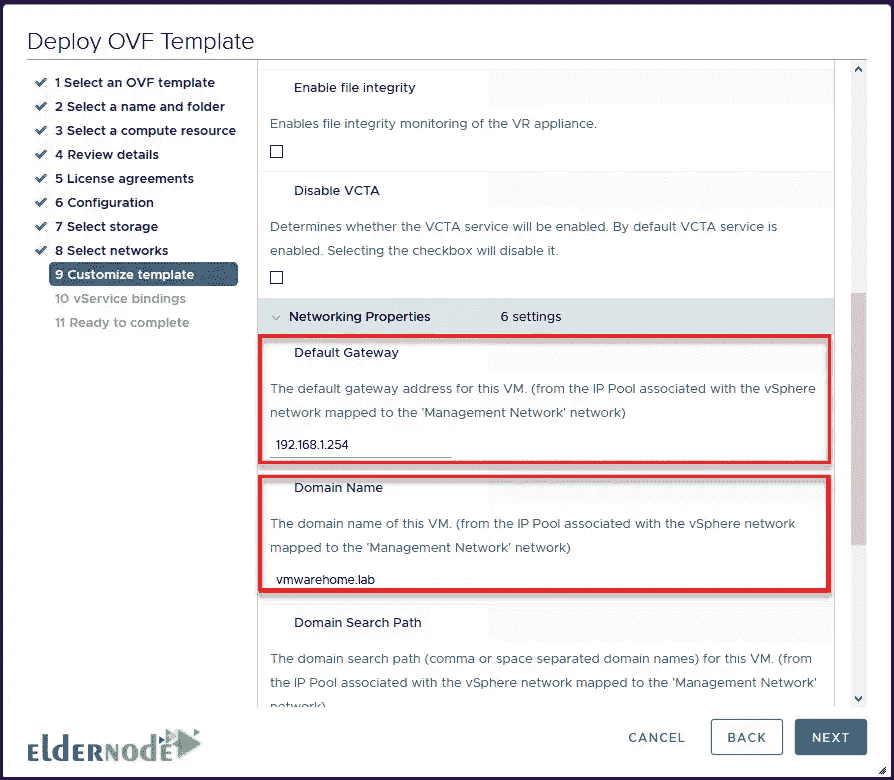 Deploy OVF Template
1 Select an OVF template
2 Select a name and folder
3 Select a compute resource
4 Review details
5 License agreements
6 Configuration
7 Select storage
8 Select networks
9 Customize template
10 vService bindings
11 Ready to complete
Enable file integrity
Enables file integrity monitoring of the VR appliance.
Disable VCTA
Determines whether the VCTA service will be enabled. By default VCTA service is
enabled. Selecting the checkbox will disable it.
Networking Properties 6 settings
Default Gateway
The default gateway address for this VM. (from the IP Pool associated with the vSphere
network mapped to the 'Management Network' network)
192.168.1.254
Domain Name
The domain name of this VM. (from the IP Pool associated with the vSphere network
mapped to the 'Management Network' network)
vmwarehome.lab
Domain Search Path
The domain search path (comma or space separated domain names) for this VM. (from
the IP Pool associated with the vSphere network mapped to the 'Management Network'
network)
elderNode
CANCEL BACK NEXT